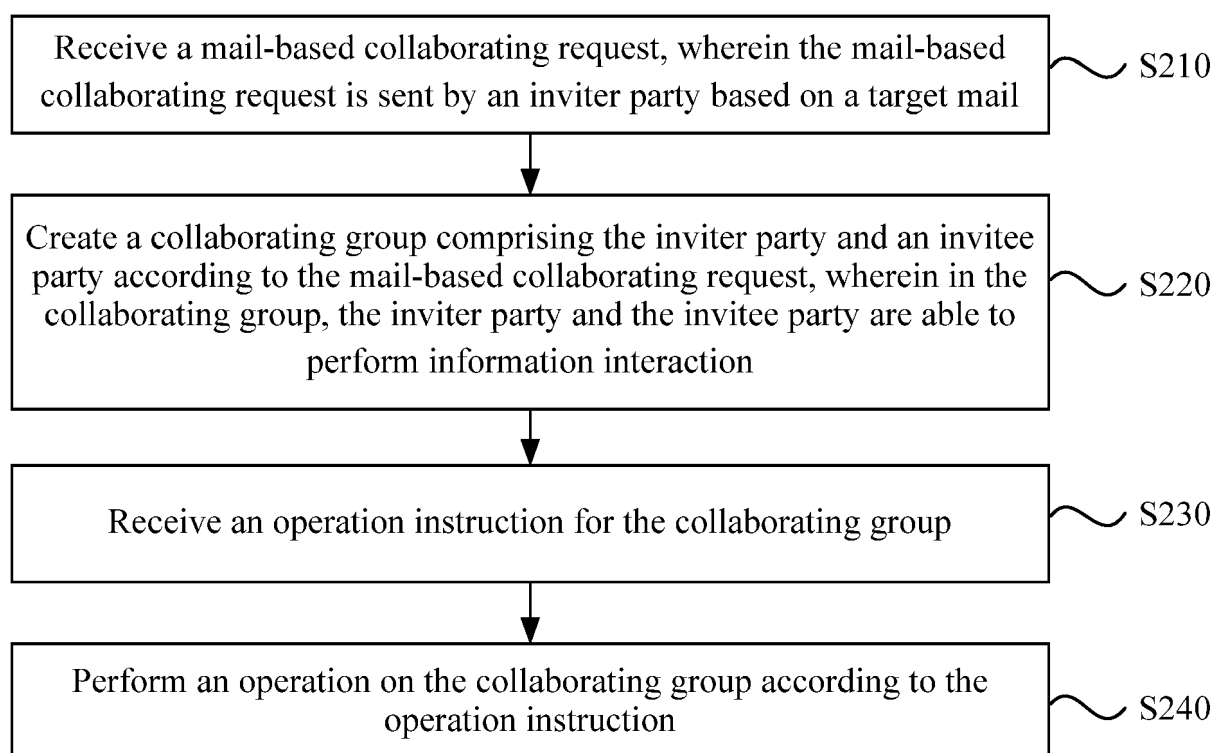 Receive a mail-based collaborating request, wherein the mail-based
collaborating request is sent by an inviter party based on a target mail
S210
Create a collaborating group comprising the inviter party and an invitee
party according to the mail-based collaborating request, wherein in the
collaborating group, the inviter party and the invitee party are able to
perform information interaction
S220
Receive an operation instruction for the collaborating group
S230
Perform an operation on the collaborating group according to the
operation instruction
S240